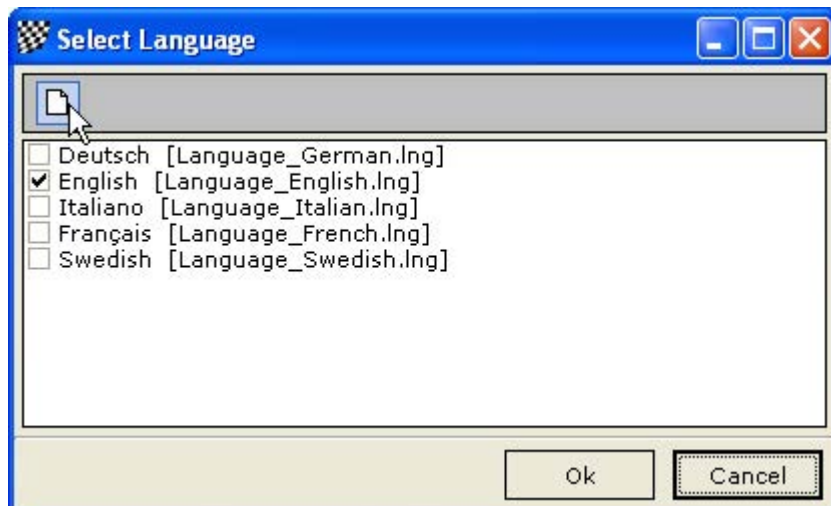 Select Language
Deutsch [Language_German.lng]
English [Language_English.lng]
Italiano [Language_Italian.lng]
Français [Language_French.lng]
Swedish [Language_Swedish.lng]
Ok
Cancel